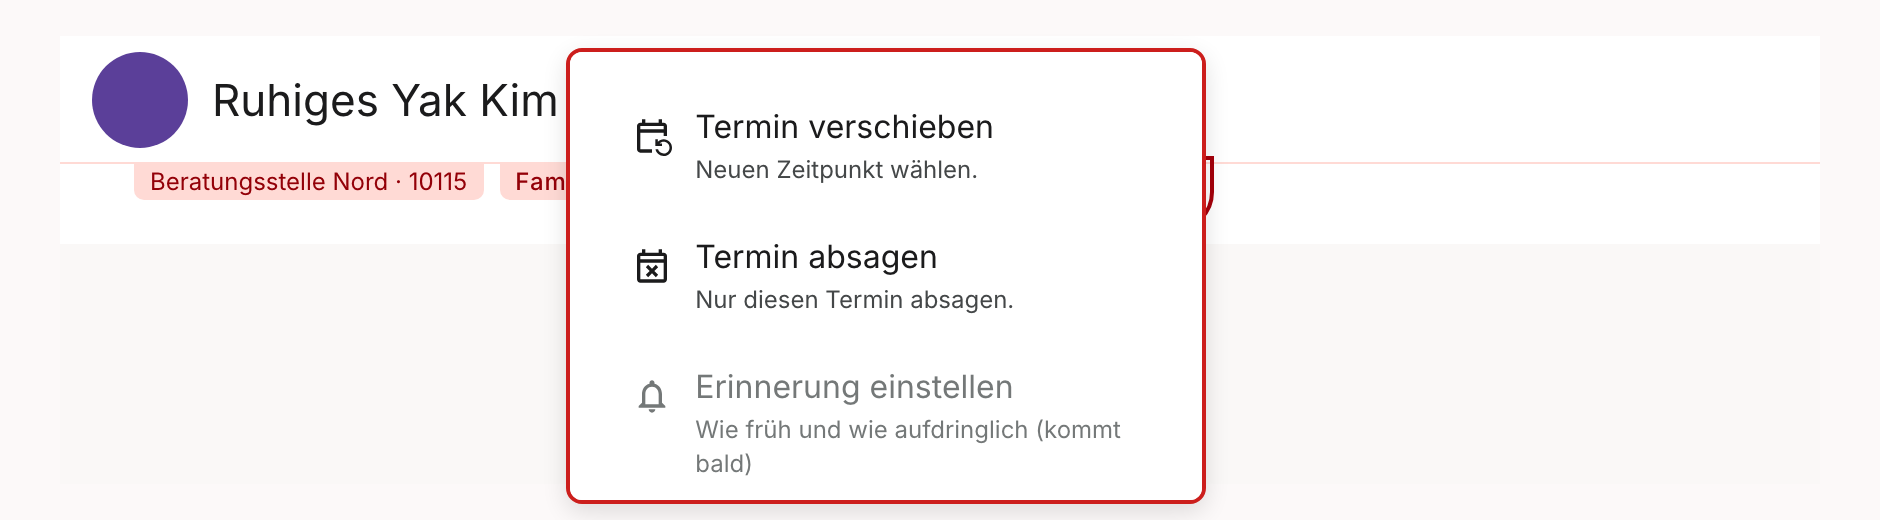 Ruhiges Yak Kim
Beratungsstelle Nord · 10115
Termin verschieben
Neuen Zeitpunkt wählen.
Termin absagen
Nur diesen Termin absagen.
Erinnerung einstellen
Wie früh und wie aufdringlich (kommt
bald)